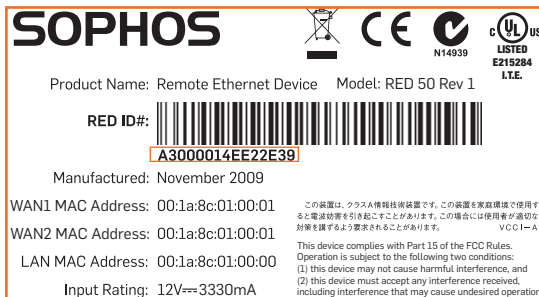 SOPHOS
N14939
C UL US
LISTED
E215284
I.T.E.
Product Name: Remote Ethernet Device Model: RED 50 Rev 1
RED ID#:
A3000014EE22E39
Manufactured: November 2009
WAN1 MAC Address: 00:1a:8c:01:00:01
WAN2 MAC Address: 00:1a:8c:01:00:01
LAN MAC Address: 00:1a:8c:01:00:00
Input Rating: 12V⎓3330mA
この装置は、クラスA情報技術装置です。この装置を家庭環境で使用す
ると電波妨害を引き起こすことがあります。この場合には使用者が適切な
対策を講ずるよう要求されることがあります。 VCCI-A
This device complies with Part 15 of the FCC Rules.
Operation is subject to the following two conditions:
(1) this device may not cause harmful interference, and
(2) this device must accept any interference received,
including interference that may cause undesired operation